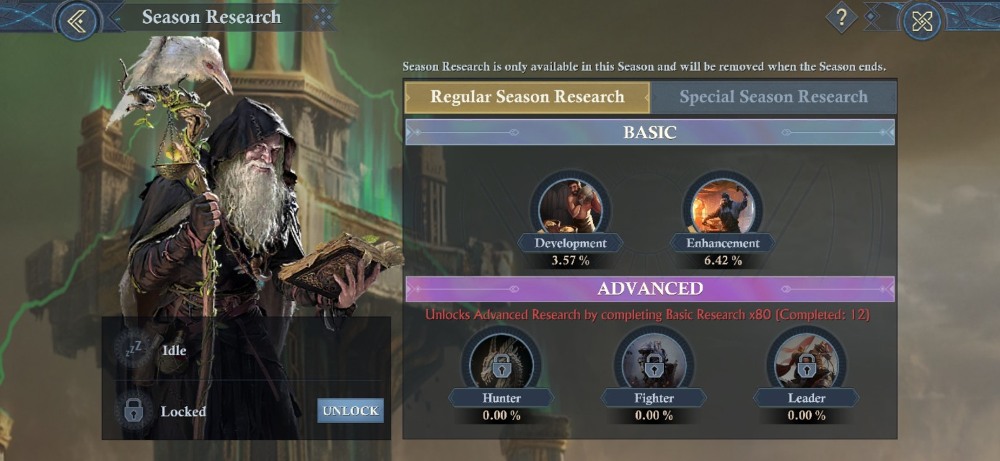 Season Research
?
Season Research is only available in this Season and will be removed when the Season ends.
Regular Season Research
Special Season Research
BASIC
Development
3.57 %
Enhancement
6.42 %
ADVANCED
Unlocks Advanced Research by completing Basic Research x80 (Completed: 12)
Hunter
0.00 %
Fighter
0.00 %
Leader
0.00 %
zZZ
Idle
Locked
UNLOCK